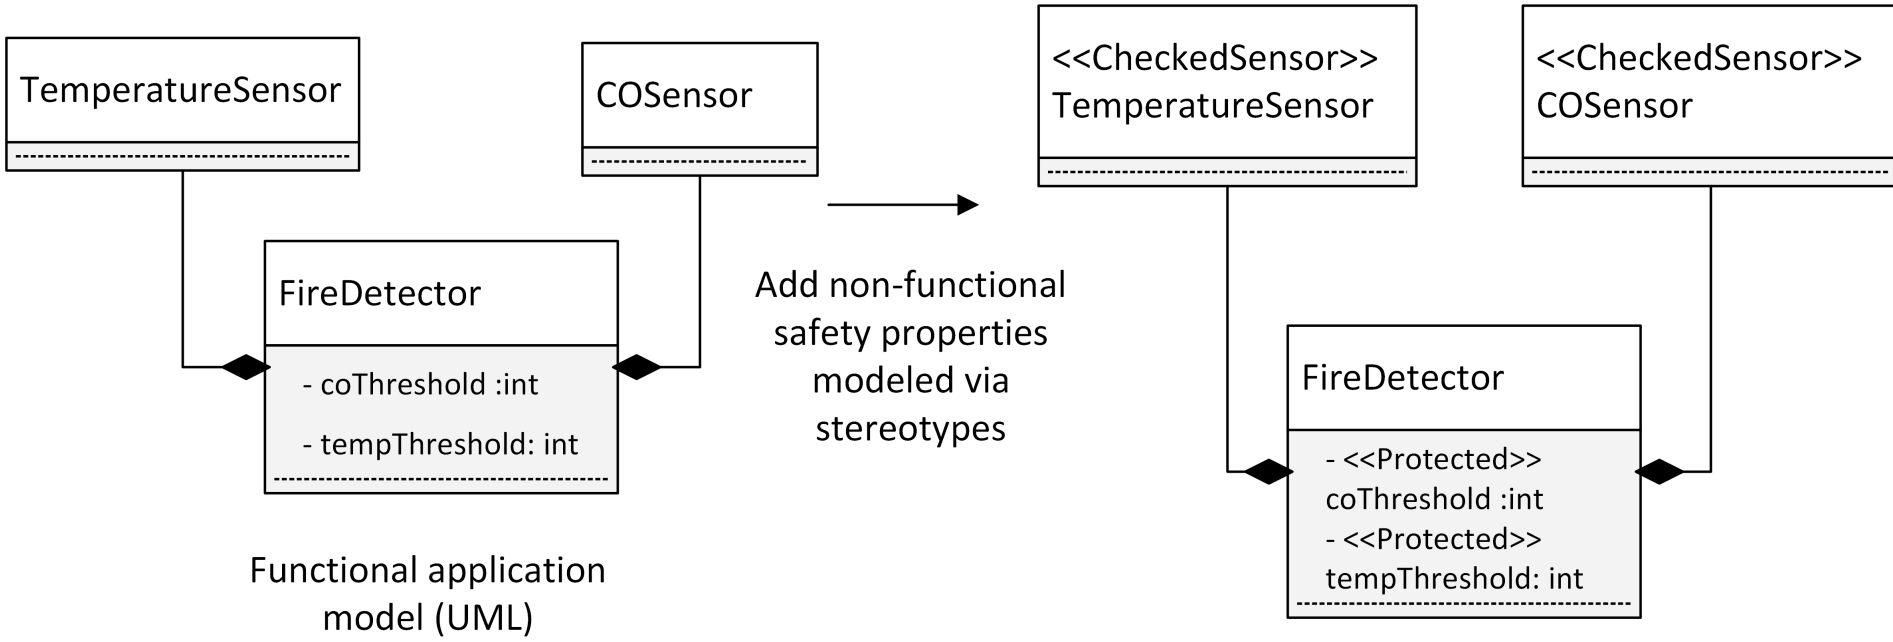 TemperatureSensor
COSensor
FireDetector
- coThreshold :int
- tempThreshold: int
Functional application
model (UML)
Add non-functional
safety properties
modeled via
stereotypes
<<CheckedSensor>>
TemperatureSensor
<<CheckedSensor>>
COSensor
FireDetector
- <<Protected>>
coThreshold :int
- <<Protected>>
tempThreshold: int